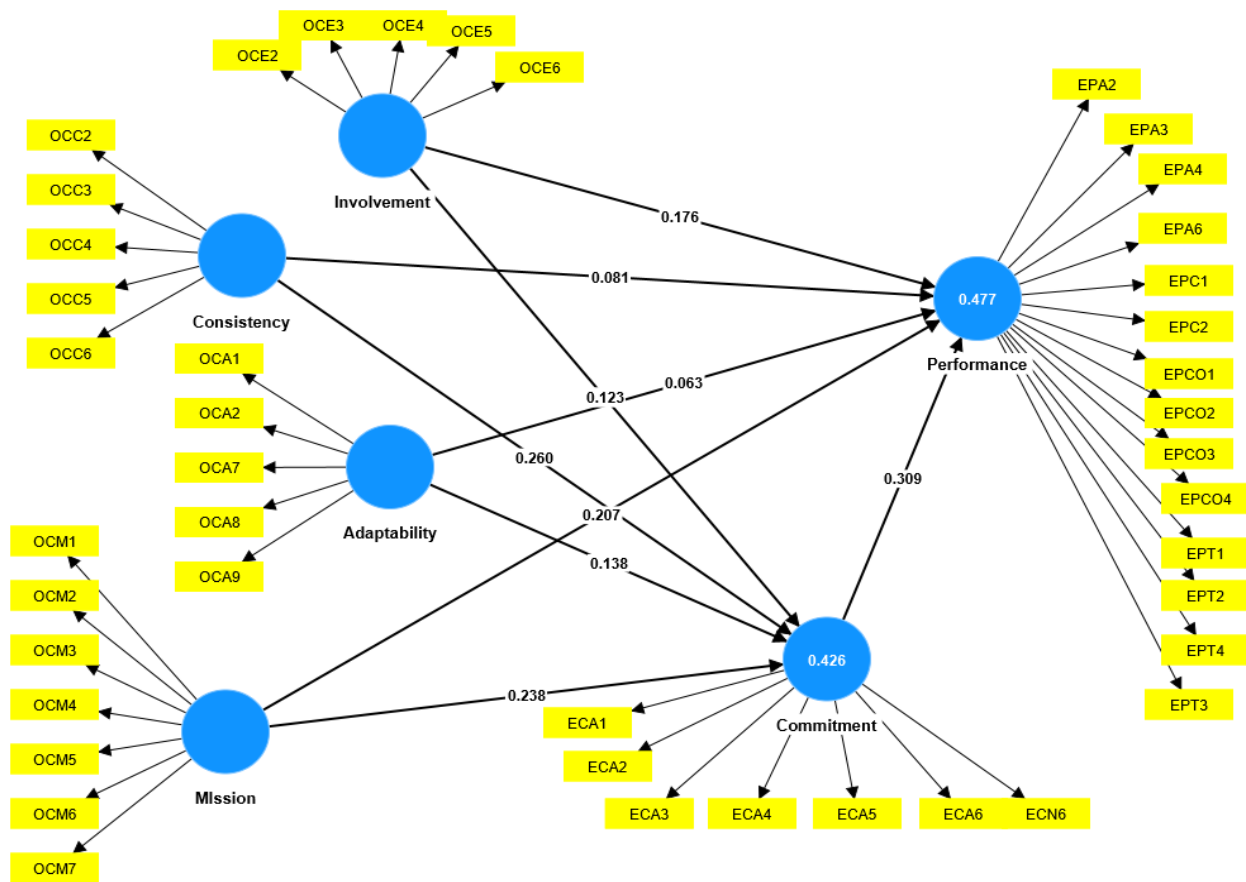 OCE2
OCE3
OCE4
OCE5
OCE6
Involvement
OCC2
OCC3
OCC4
OCC5
OCC6
Consistency
OCA1
OCA2
OCA7
OCA8
OCA9
Adaptability
OCM1
OCM2
OCM3
OCM4
OCM5
OCM6
OCM7
MIssion
0.176
0.081
0.063
0.123
0.260
0.207
0.138
0.238
0.309
0.477
Performance
EPA2
EPA3
EPA4
EPA6
EPC1
EPC2
EPCO1
EPCO2
EPCO3
EPCO4
EPT1
EPT2
EPT4
EPT3
0.426
Commitment
ECA1
ECA2
ECA3
ECA4
ECA5
ECA6
ECN6